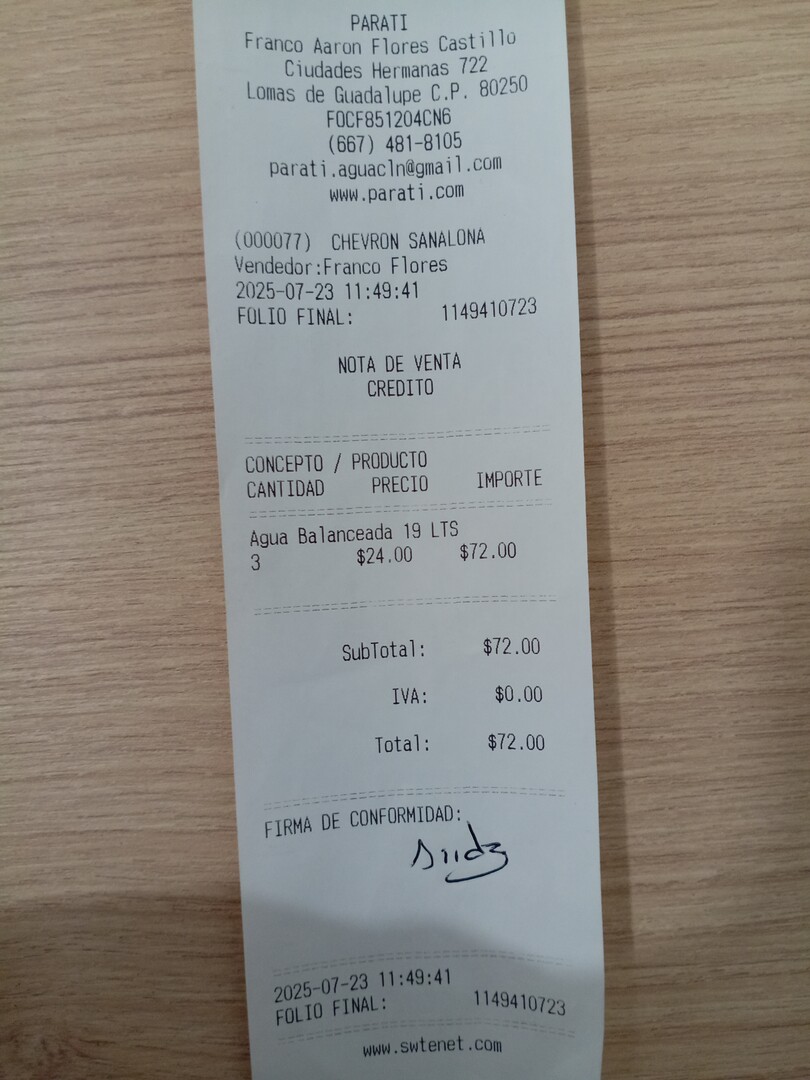 PARATI
Franco Aaron Flores Castillo
Ciudades Hermanas 722
Lomas de Guadalupe C.P. 80250
FOCF851204CN6
(667) 481-8105
parati.aguacln@gmail.com
www.parati.com
(000077) CHEVRON SANALONA
Vendedor:Franco Flores
2025-07-23 11:49:41
FOLIO FINAL: 1149410723
NOTA DE VENTA
CREDITO
CONCEPTO / PRODUCTO
CANTIDAD PRECIO IMPORTE
Agua Balanceada 19 LTS
3 $24.00 $72.00
SubTotal: $72.00
IVA: $0.00
Total: $72.00
FIRMA DE CONFORMIDAD:
2025-07-23 11:49:41
FOLIO FINAL: 1149410723
www.swtenet.com